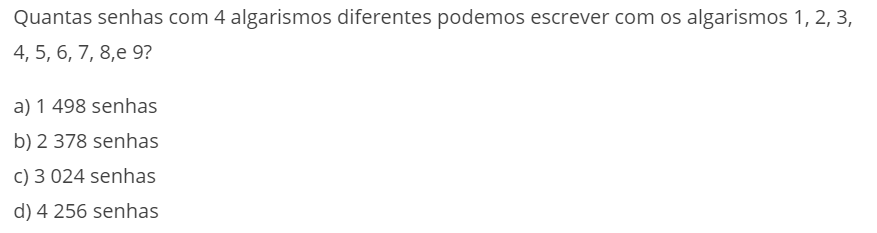 Quantas senhas com 4 algarismos diferentes podemos escrever com os algarismos 1, 2, 3,
4, 5, 6, 7, 8,e 9?
a) 1 498 senhas
b) 2 378 senhas
c) 3 024 senhas
d) 4 256 senhas